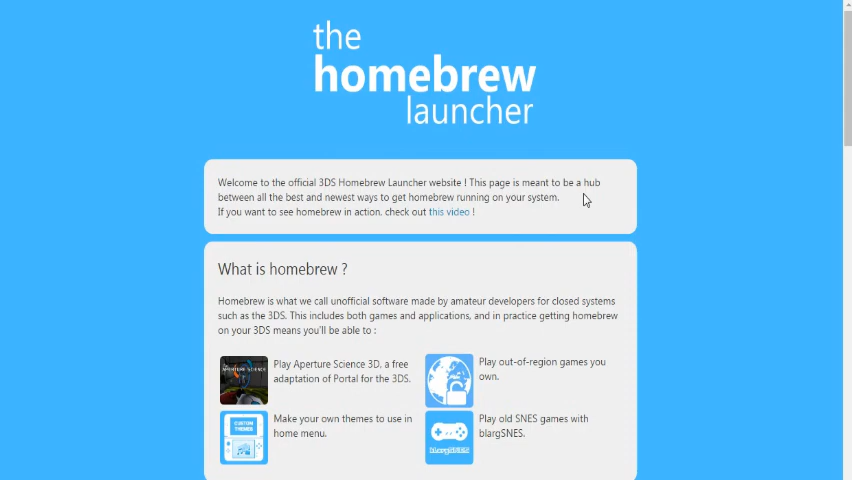 the
homebrew
launcher
Welcome to the official 3DS Homebrew Launcher website ! This page is meant to be a hub
between all the best and newest ways to get homebrew running on your system.
If you want to see homebrew in action, check out this video !
What is homebrew ?
Homebrew is what we call unofficial software made by amateur developers for closed systems
such as the 3DS. This includes both games and applications, and in practice getting homebrew
on your 3DS means you'll be able to :
APERTURE SCIENCE
Play Aperture Science 3D, a free
adaptation of Portal for the 3DS.
Play out-of-region games you
own.
CUSTOM
THEMES
Make your own themes to use in
home menu.
blargSNES
Play old SNES games with
blargSNES.